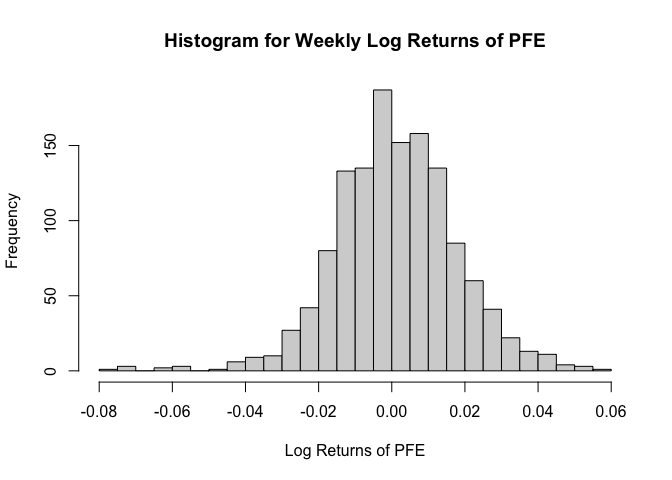 Histogram for Weekly Log Returns of PFE
Frequency
150
100
50
0
-0.08 -0.06 -0.04 -0.02 0.00 0.02 0.04 0.06
Log Returns of PFE